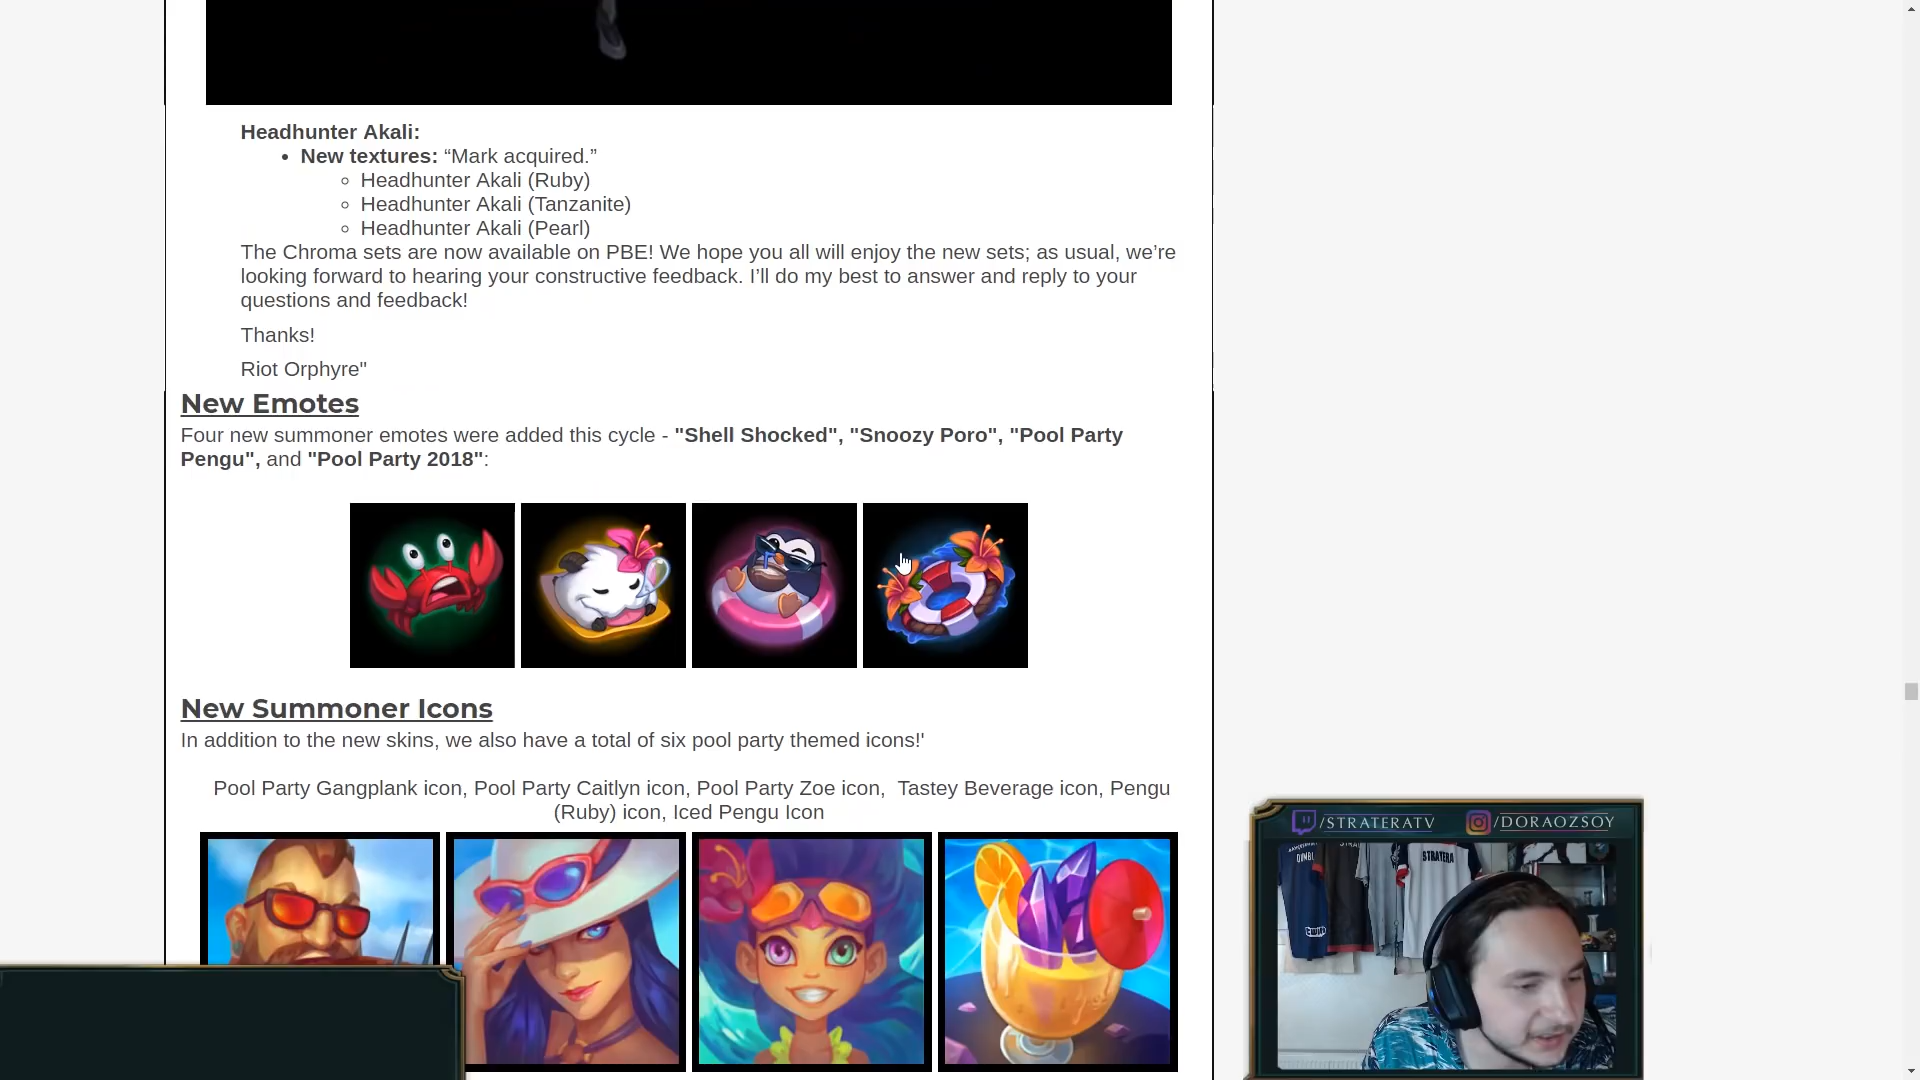 Headhunter Akali:
• New textures: “Mark acquired.”
○ Headhunter Akali (Ruby)
○ Headhunter Akali (Tanzanite)
○ Headhunter Akali (Pearl)
The Chroma sets are now available on PBE! We hope you all will enjoy the new sets; as usual, we’re
looking forward to hearing your constructive feedback. I’ll do my best to answer and reply to your
questions and feedback!
Thanks!
Riot Orphyre"
New Emotes
Four new summoner emotes were added this cycle - "Shell Shocked", "Snoozy Poro", "Pool Party
Pengu", and "Pool Party 2018":
New Summoner Icons
In addition to the new skins, we also have a total of six pool party themed icons!'
Pool Party Gangplank icon, Pool Party Caitlyn icon, Pool Party Zoe icon,  Tastey Beverage icon, Pengu
(Ruby) icon, Iced Pengu Icon
/STRATERATV
/DORAOZSOY
STRATERA